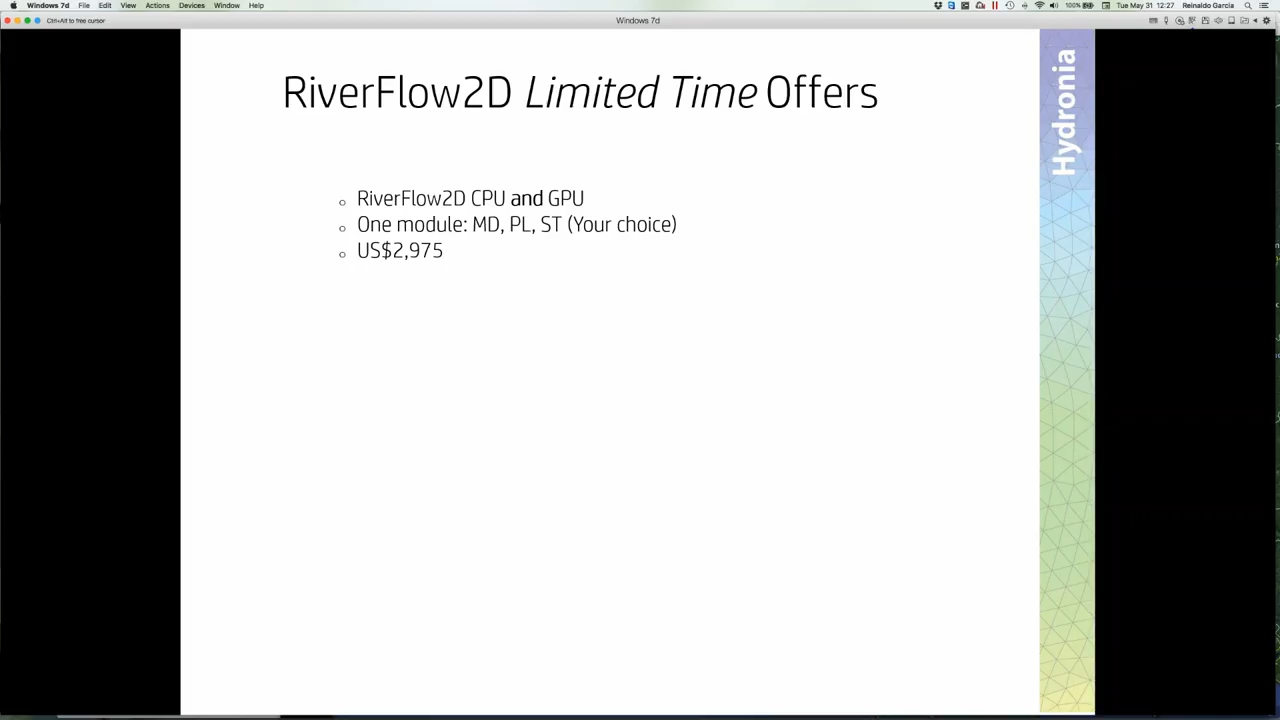 Windows 7d File Edit View Actions Devices Window Help
100% Tue May 31 12:27 Reinaldo Garcia
Ctrl+Alt to free cursor
Windows 7d
RiverFlow2D Limited Time Offers
RiverFlow2D CPU and GPU
One module: MD, PL, ST (Your choice)
US$2,975
Hydronia